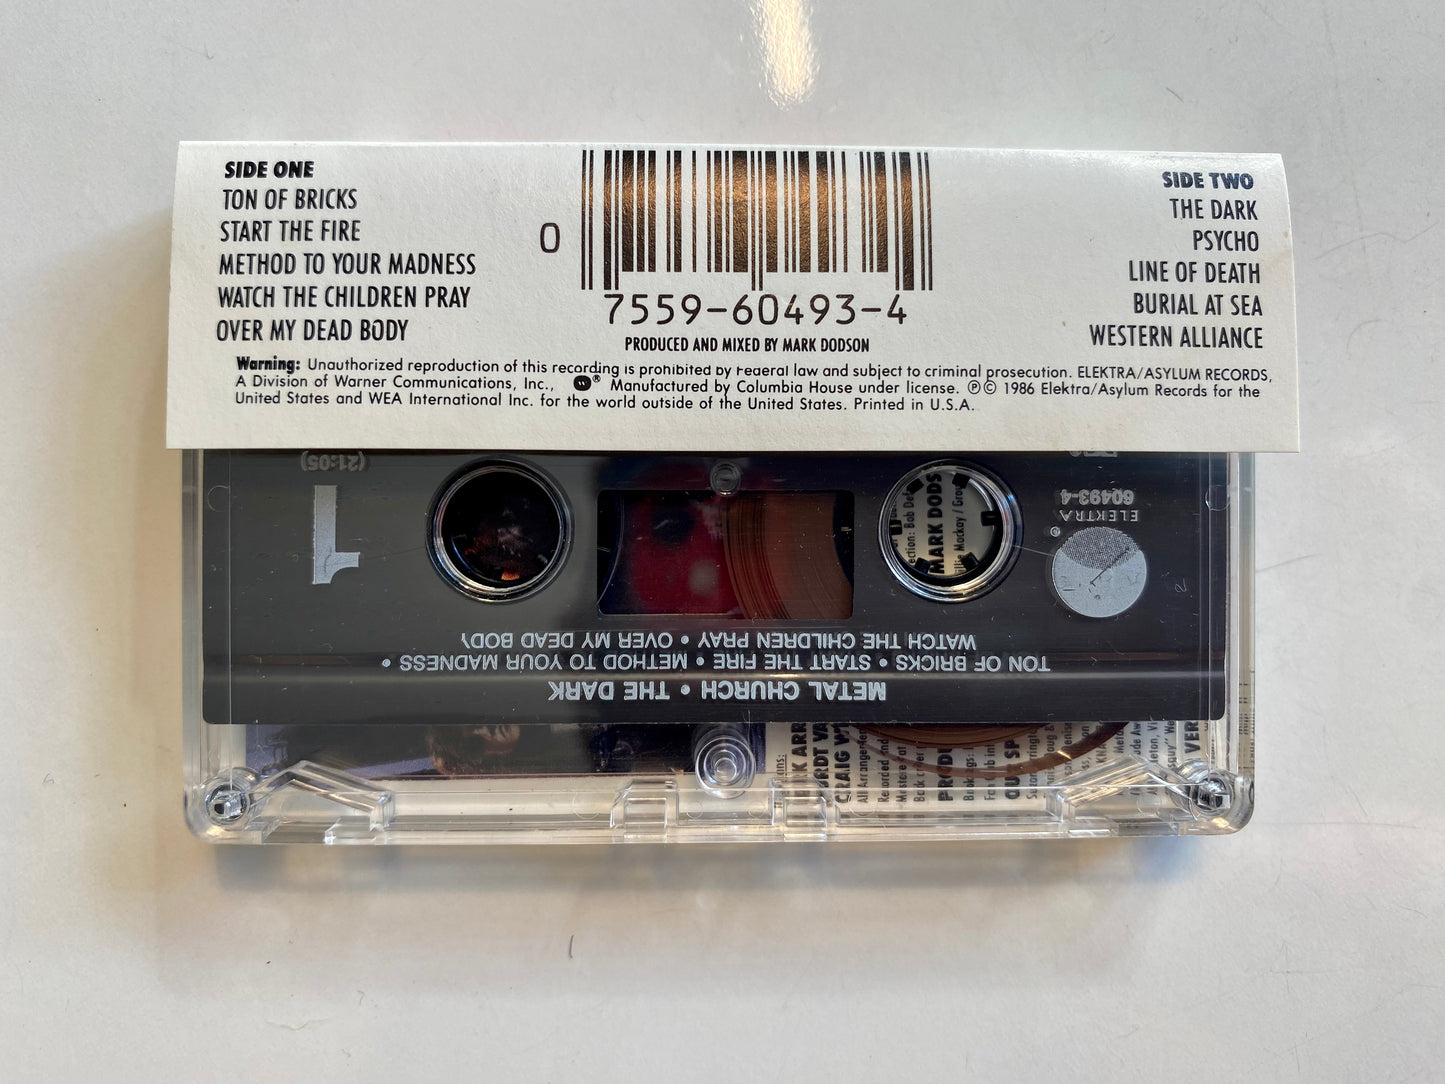 SIDE ONE
TON OF BRICKS
START THE FIRE
METHOD TO YOUR MADNESS
WATCH THE CHILDREN PRAY
OVER MY DEAD BODY
0
7559-60493-4
PRODUCED AND MIXED BY MARK DODSON
SIDE TWO
THE DARK
PSYCHO
LINE OF DEATH
BURIAL AT SEA
WESTERN ALLIANCE
Warning: Unauthorized reproduction of this recording is prohibited by Federal law and subject to criminal prosecution. ELEKTRA/ASYLUM RECORDS,
A Division of Warner Communications, Inc., ® Manufactured by Columbia House under license. ℗© 1986 Elektra/Asylum Records for the
United States and WEA International Inc. for the world outside of the United States. Printed in U.S.A.
METAL CHURCH • THE DARK
TON OF BRICKS • START THE FIRE • METHOD TO YOUR MADNESS •
WATCH THE CHILDREN PRAY • OVER MY DEAD BODY
®
ELEKTRA
60493-4
1
(21:05)
MARK DODS